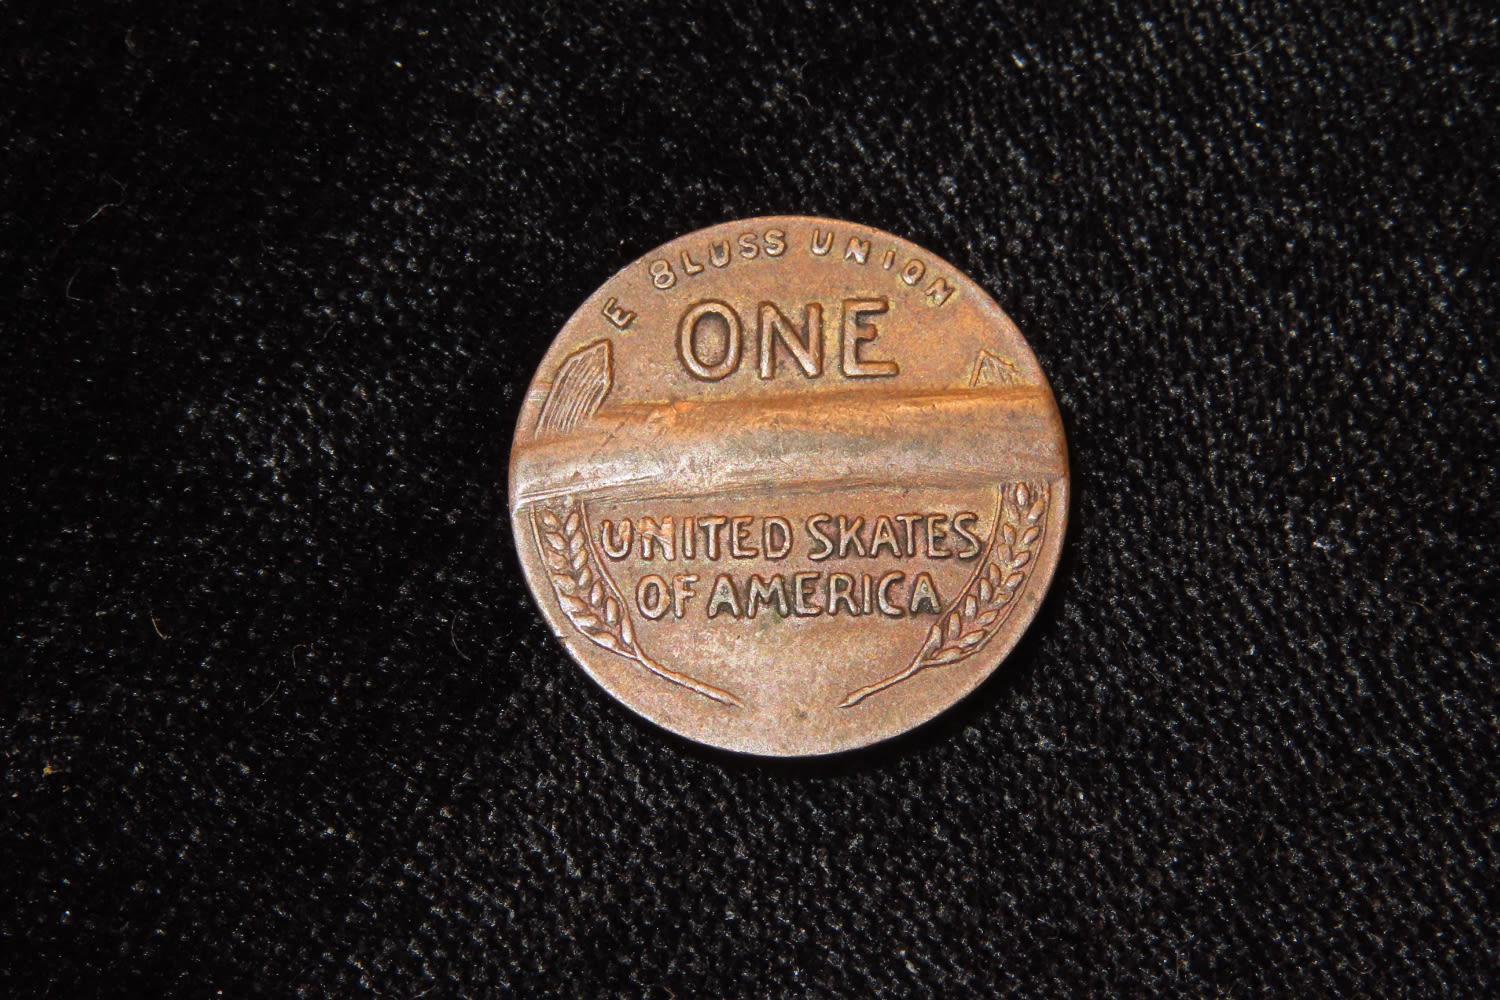 E 8LUSS UNION
ONE
UNITED SKATES
OF AMERICA